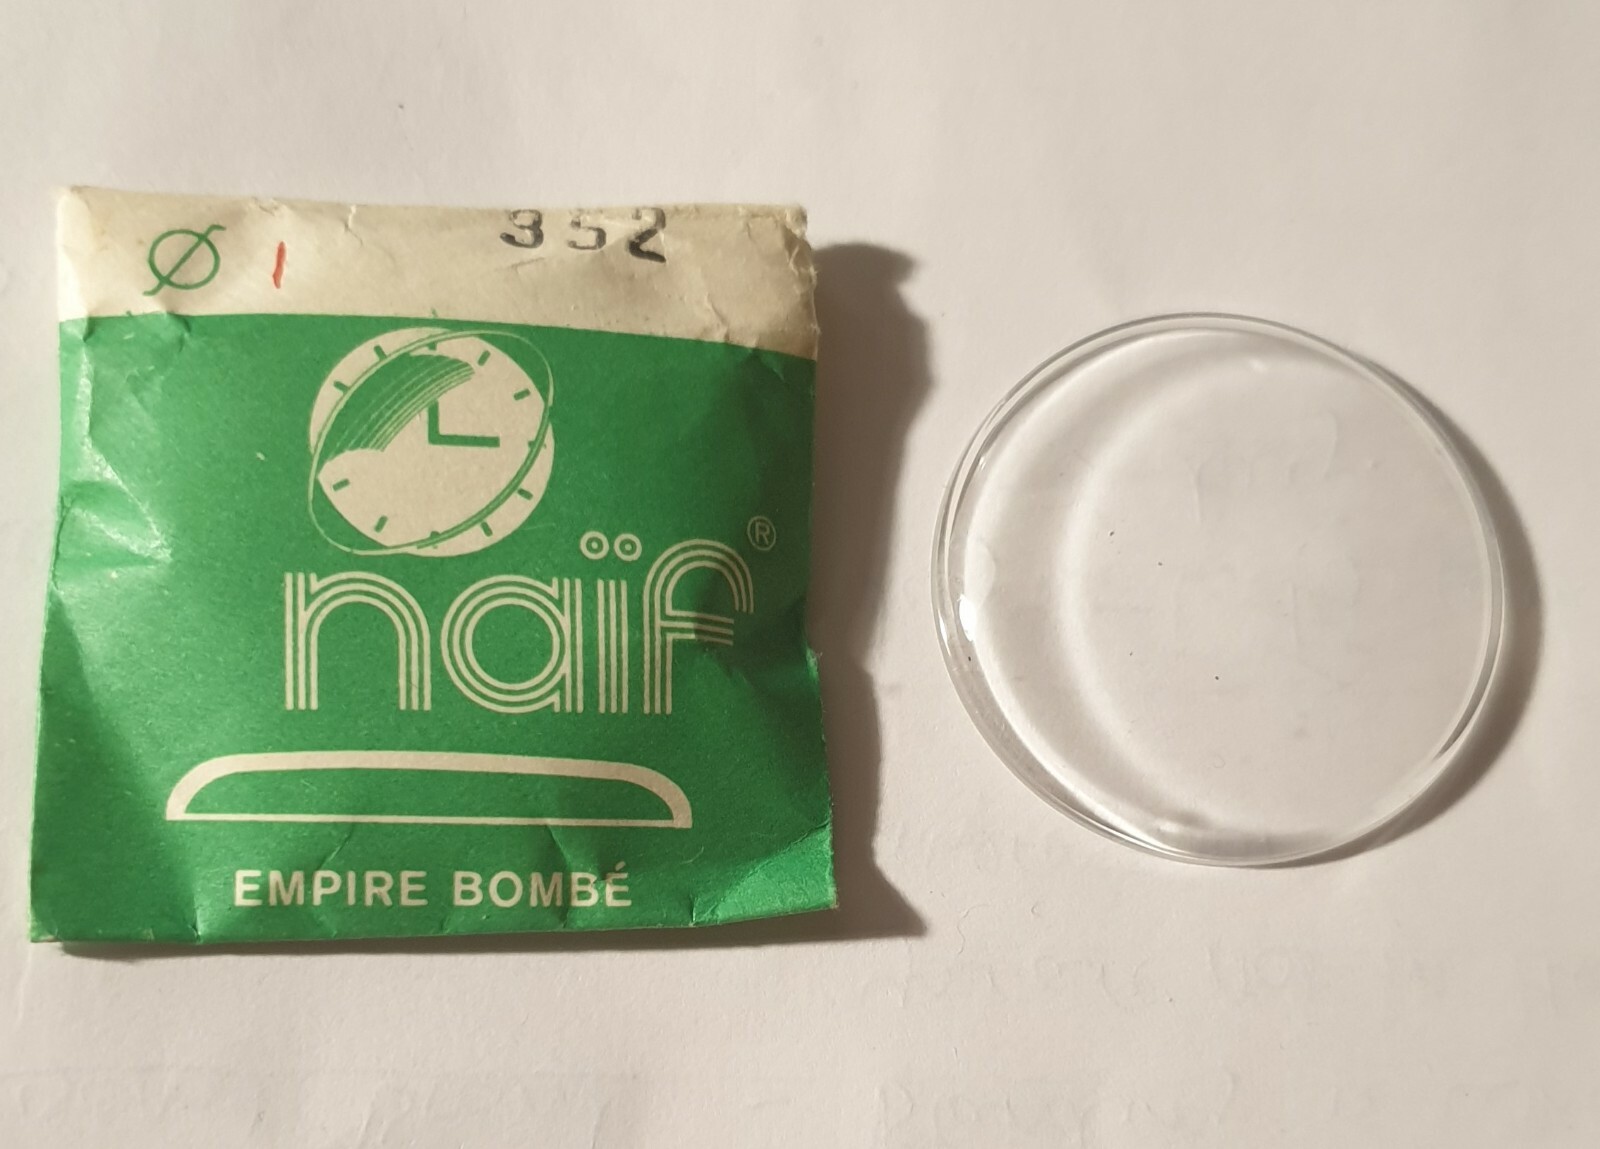 Ø 1 352
naïf®
EMPIRE BOMBÉ